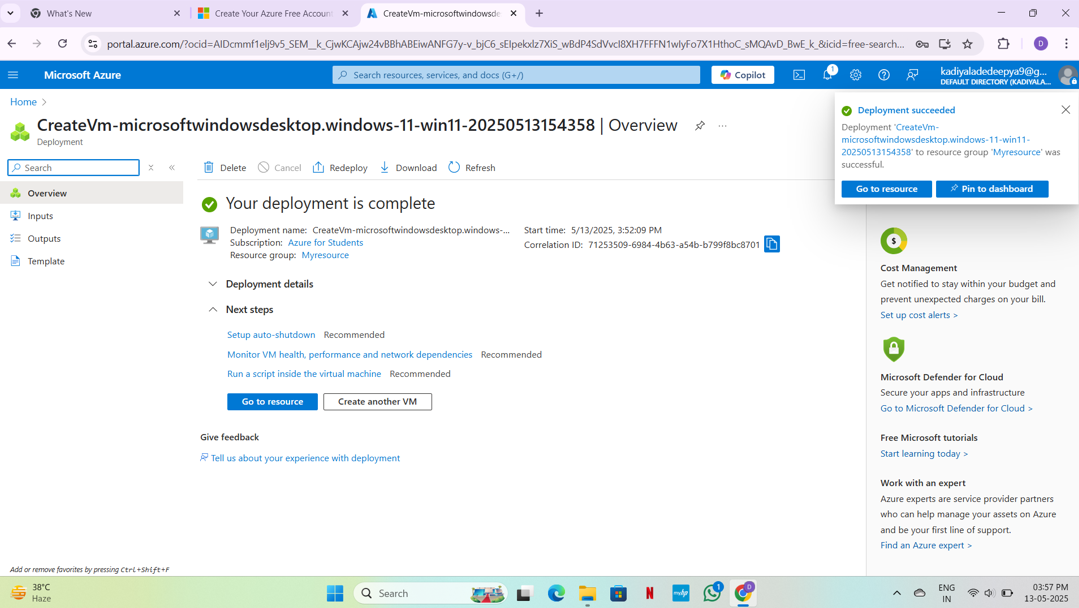 What's New
Create Your Azure Free Account
CreateVm-microsoftwindowsde
Microsoft Azure
Search resources, services, and docs (G+/)
Copilot
1
kadiyaladedeepya9@g...
DEFAULT DIRECTORY (KADIYALA...
Home
CreateVm-microsoftwindowsdesktop.windows-11-win11-20250513154358 | Overview
Deployment
Search
Delete
Cancel
Redeploy
Download
Refresh
Overview
Inputs
Outputs
Template
Your deployment is complete
Deployment name: CreateVm-microsoftwindowsdesktop.windows-...
Subscription: Azure for Students
Resource group: Myresource
Start time: 5/13/2025, 3:52:09 PM
Correlation ID: 71253509-6984-4b63-a54b-b799f8bc8701
Deployment details
Next steps
Setup auto-shutdown Recommended
Monitor VM health, performance and network dependencies Recommended
Run a script inside the virtual machine Recommended
Go to resource
Create another VM
Give feedback
Tell us about your experience with deployment
Deployment succeeded
Deployment 'CreateVm-
microsoftwindowsdesktop.windows-11-win11-
20250513154358' to resource group 'Myresource' was
successful.
Go to resource
Pin to dashboard
Cost Management
Get notified to stay within your budget and
prevent unexpected charges on your bill.
Set up cost alerts >
Microsoft Defender for Cloud
Secure your apps and infrastructure
Go to Microsoft Defender for Cloud >
Free Microsoft tutorials
Start learning today >
Work with an expert
Azure experts are service provider partners
who can help manage your assets on Azure
and be your first line of support.
Find an Azure expert >
Add or remove favorites by pressing Ctrl+Shift+F
38°C
Haze
Search
1
D
ENG
IN
03:57 PM
13-05-2025